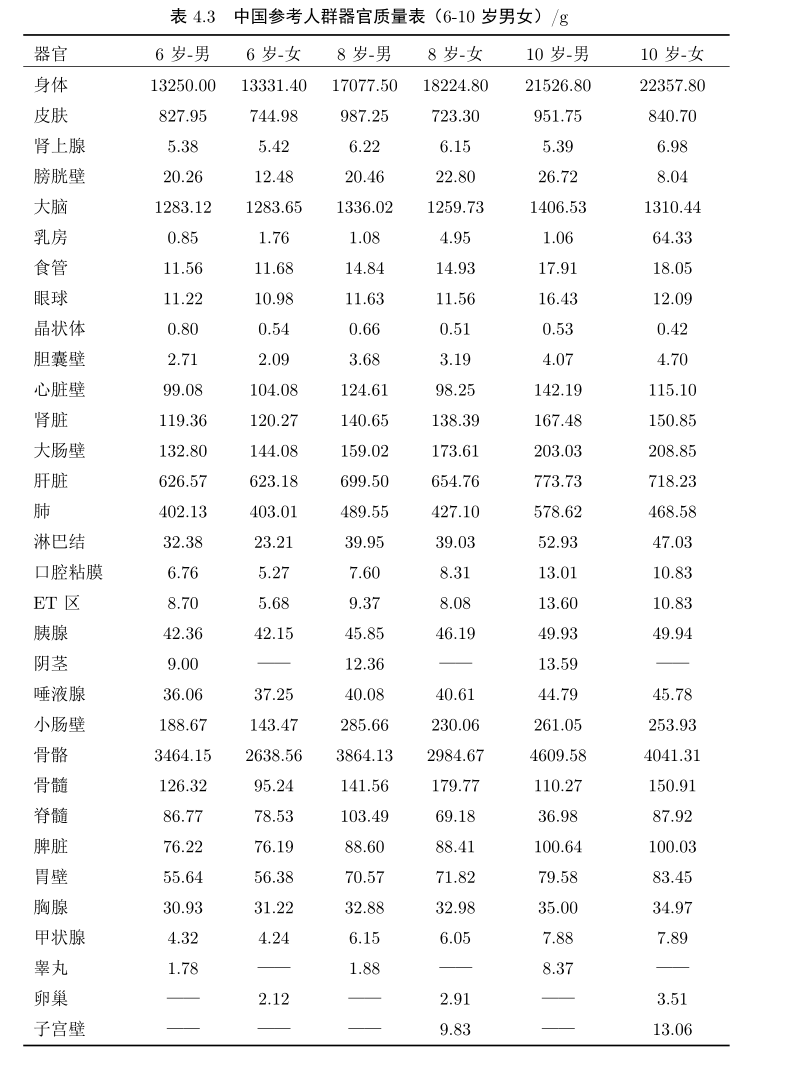 表 4.3 中国参考人群器官质量表（6-10 岁男女）/g
器官 6 岁-男 6 岁-女 8 岁-男 8 岁-女 10 岁-男 10 岁-女
身体 13250.00 13331.40 17077.50 18224.80 21526.80 22357.80
皮肤 827.95 744.98 987.25 723.30 951.75 840.70
肾上腺 5.38 5.42 6.22 6.15 5.39 6.98
膀胱壁 20.26 12.48 20.46 22.80 26.72 8.04
大脑 1283.12 1283.65 1336.02 1259.73 1406.53 1310.44
乳房 0.85 1.76 1.08 4.95 1.06 64.33
食管 11.56 11.68 14.84 14.93 17.91 18.05
眼球 11.22 10.98 11.63 11.56 16.43 12.09
晶状体 0.80 0.54 0.66 0.51 0.53 0.42
胆囊壁 2.71 2.09 3.68 3.19 4.07 4.70
心脏壁 99.08 104.08 124.61 98.25 142.19 115.10
肾脏 119.36 120.27 140.65 138.39 167.48 150.85
大肠壁 132.80 144.08 159.02 173.61 203.03 208.85
肝脏 626.57 623.18 699.50 654.76 773.73 718.23
肺 402.13 403.01 489.55 427.10 578.62 468.58
淋巴结 32.38 23.21 39.95 39.03 52.93 47.03
口腔粘膜 6.76 5.27 7.60 8.31 13.01 10.83
ET 区 8.70 5.68 9.37 8.08 13.60 10.83
胰腺 42.36 42.15 45.85 46.19 49.93 49.94
阴茎 9.00 —— 12.36 —— 13.59 ——
唾液腺 36.06 37.25 40.08 40.61 44.79 45.78
小肠壁 188.67 143.47 285.66 230.06 261.05 253.93
骨骼 3464.15 2638.56 3864.13 2984.67 4609.58 4041.31
骨髓 126.32 95.24 141.56 179.77 110.27 150.91
脊髓 86.77 78.53 103.49 69.18 36.98 87.92
脾脏 76.22 76.19 88.60 88.41 100.64 100.03
胃壁 55.64 56.38 70.57 71.82 79.58 83.45
胸腺 30.93 31.22 32.88 32.98 35.00 34.97
甲状腺 4.32 4.24 6.15 6.05 7.88 7.89
睾丸 1.78 —— 1.88 —— 8.37 ——
卵巢 —— 2.12 —— 2.91 —— 3.51
子宫壁 —— —— —— 9.83 —— 13.06